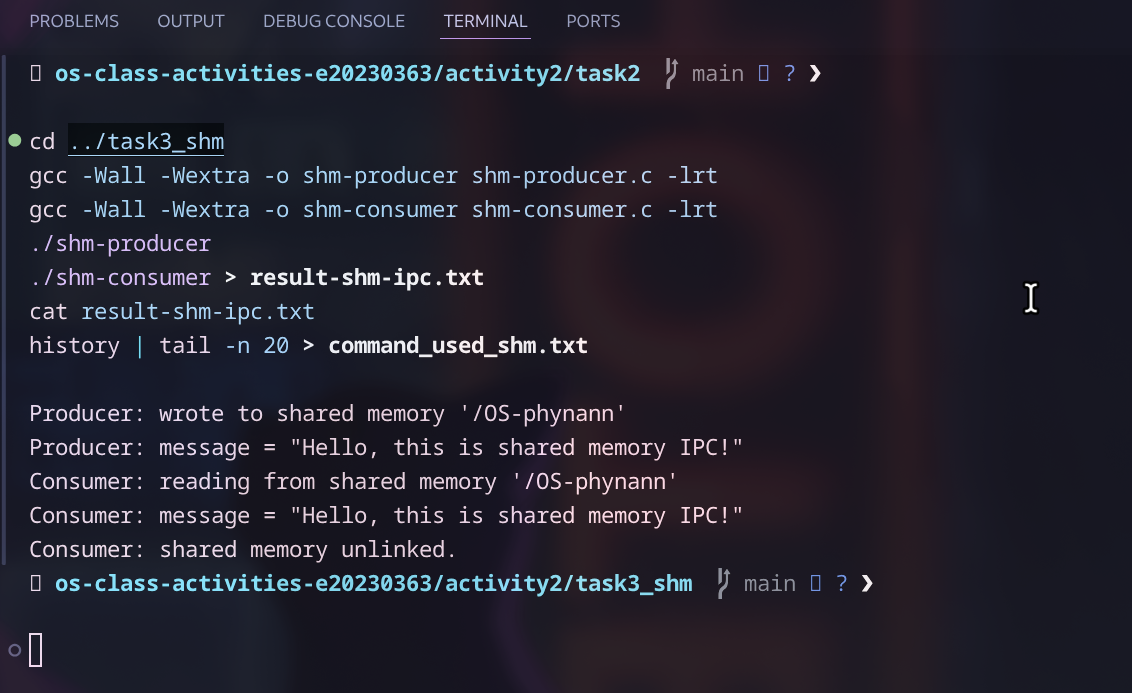 PROBLEMS OUTPUT DEBUG CONSOLE TERMINAL PORTS
os-class-activities-e20230363/activity2/task2 main ? ❯
cd ../task3_shm
gcc -Wall -Wextra -o shm-producer shm-producer.c -lrt
gcc -Wall -Wextra -o shm-consumer shm-consumer.c -lrt
./shm-producer
./shm-consumer > result-shm-ipc.txt
cat result-shm-ipc.txt
history | tail -n 20 > command_used_shm.txt
Producer: wrote to shared memory '/OS-phynann'
Producer: message = "Hello, this is shared memory IPC!"
Consumer: reading from shared memory '/OS-phynann'
Consumer: message = "Hello, this is shared memory IPC!"
Consumer: shared memory unlinked.
os-class-activities-e20230363/activity2/task3_shm main ? ❯